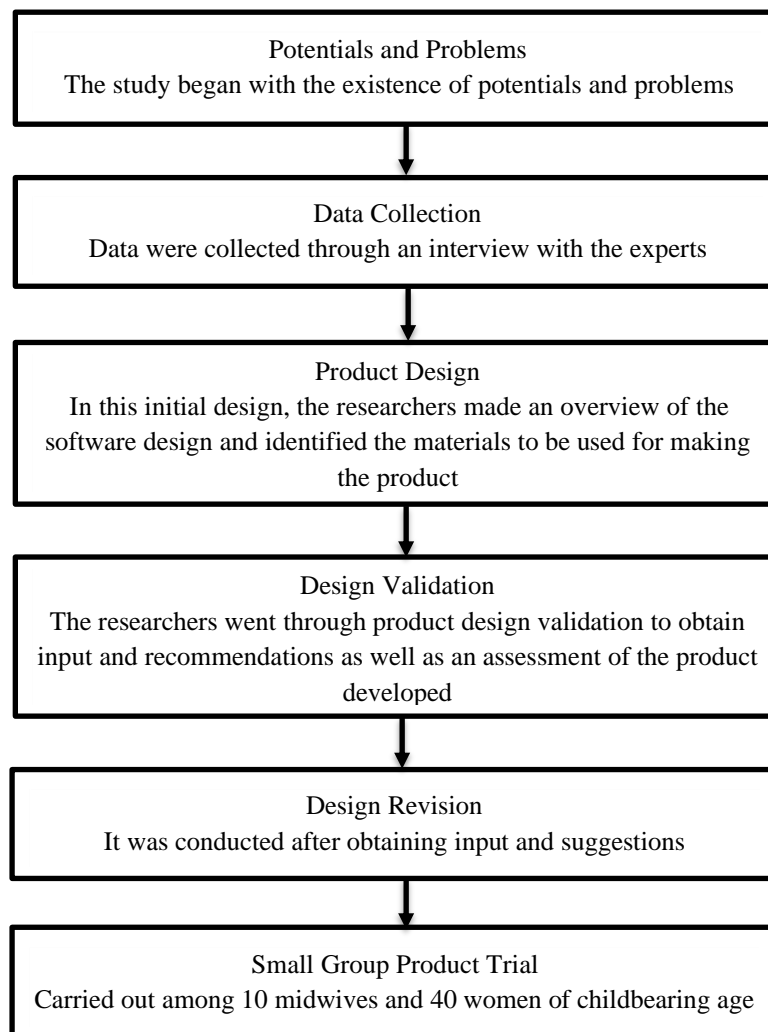 Potentials and Problems
The study began with the existence of potentials and problems
Data Collection
Data were collected through an interview with the experts
Product Design
In this initial design, the researchers made an overview of the
software design and identified the materials to be used for making
the product
Design Validation
The researchers went through product design validation to obtain
input and recommendations as well as an assessment of the product
developed
Design Revision
It was conducted after obtaining input and suggestions
Small Group Product Trial
Carried out among 10 midwives and 40 women of childbearing age